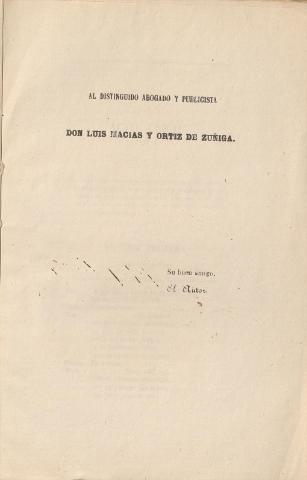 AL DISTINGUIDO ABOGADO Y PUBLICISTA
DON LUIS MACIAS Y ORTIZ DE ZUÑIGA.
Su buen amigo,
El Autor.